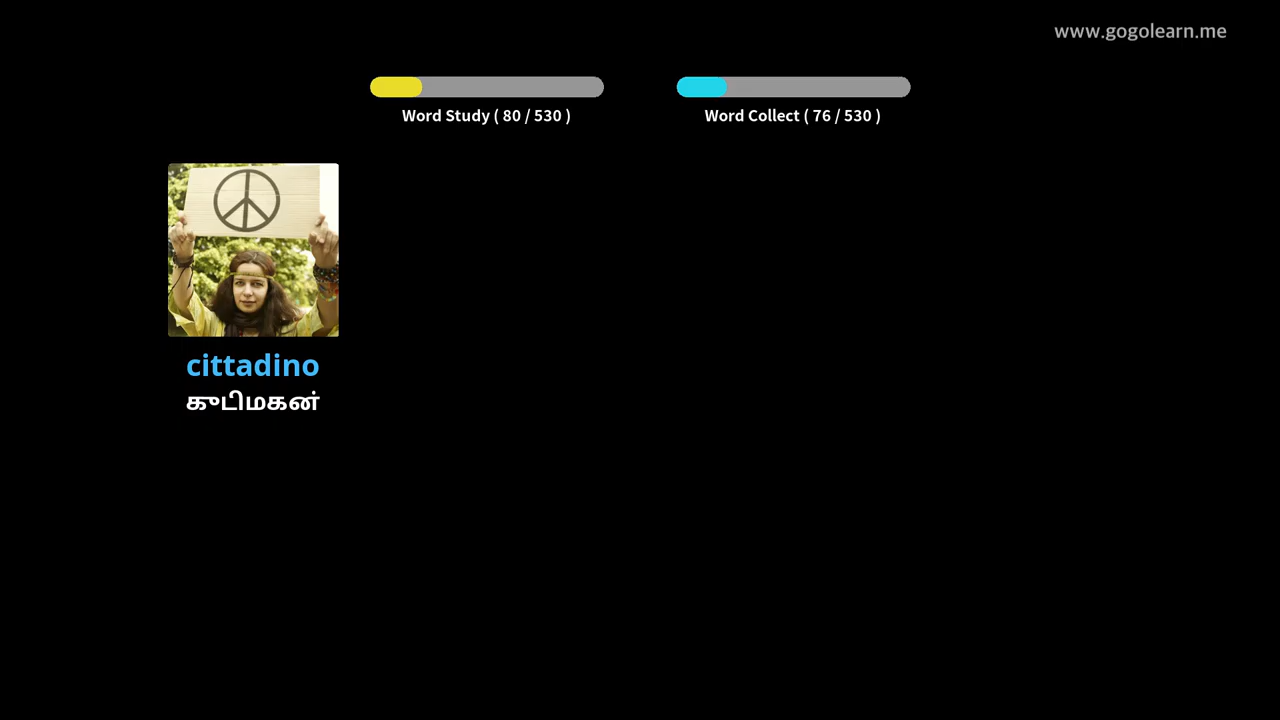 www.gogolearn.me
Word Study ( 80 / 530 )
Word Collect ( 76 / 530 )
cittadino
குடிமகன்